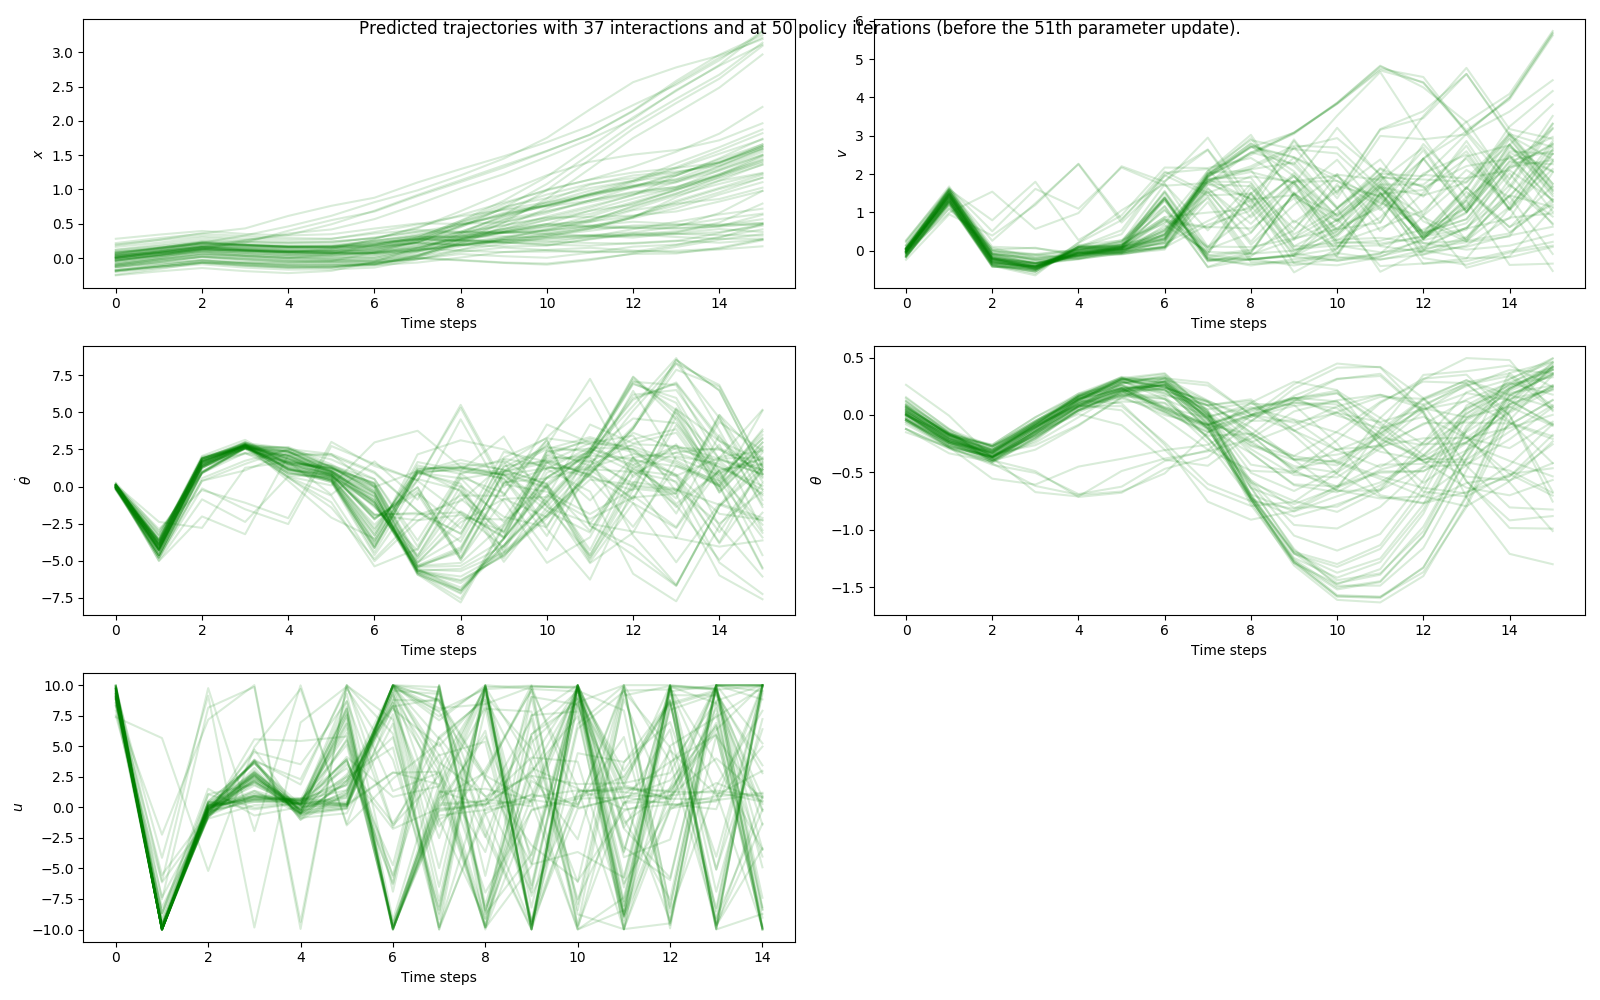 Predicted trajectories with 37 interactions and at 50 policy iterations (before the 51th parameter update).
3.0
2.5
2.0
1.5
1.0
0.5
0.0
x
0 2 4 6 8 10 12 14
Time steps
6
5
4
3
2
1
0
v
0 2 4 6 8 10 12 14
Time steps
7.5
5.0
2.5
0.0
−2.5
−5.0
−7.5
θ̇
0 2 4 6 8 10 12 14
Time steps
0.5
0.0
−0.5
−1.0
−1.5
θ
0 2 4 6 8 10 12 14
Time steps
10.0
7.5
5.0
2.5
0.0
−2.5
−5.0
−7.5
−10.0
u
0 2 4 6 8 10 12 14
Time steps